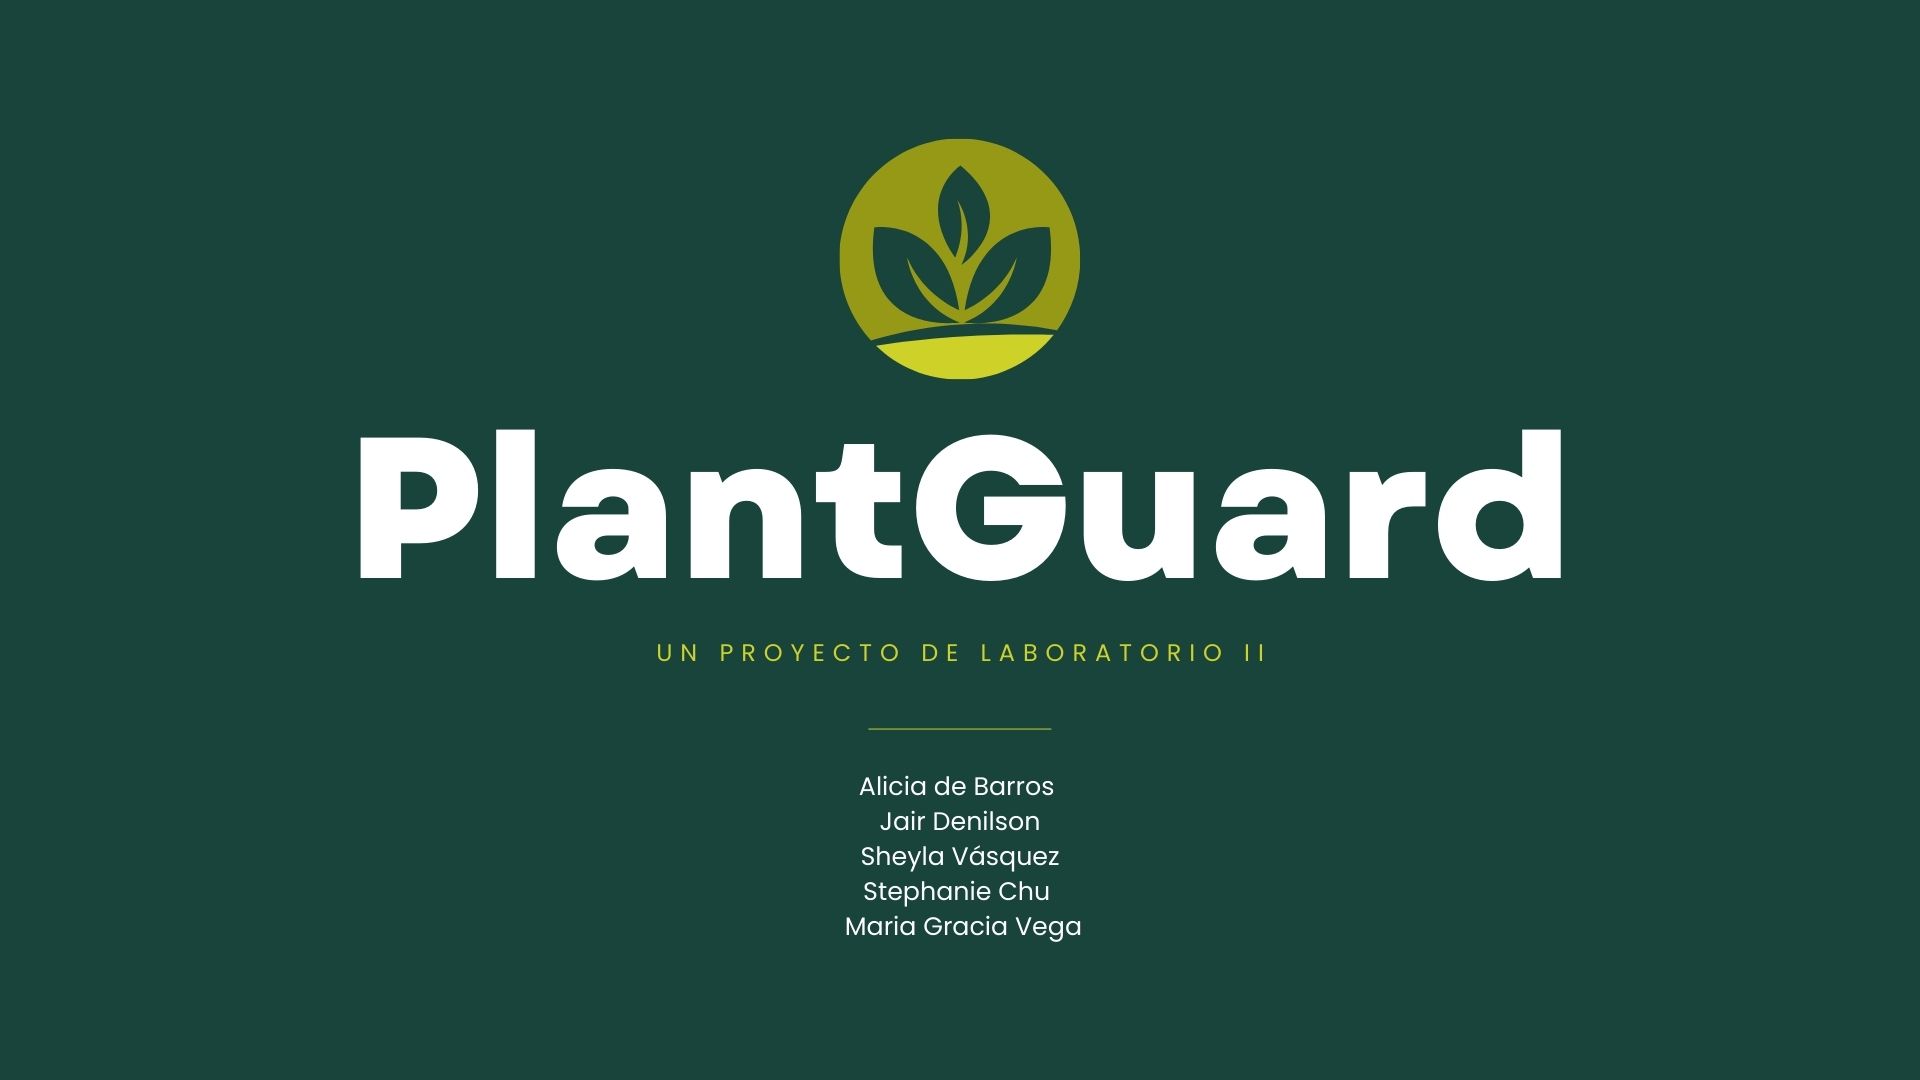 PlantGuard
UN PROYECTO DE LABORATORIO II
Alicia de Barros
Jair Denilson
Sheyla Vásquez
Stephanie Chu
Maria Gracia Vega